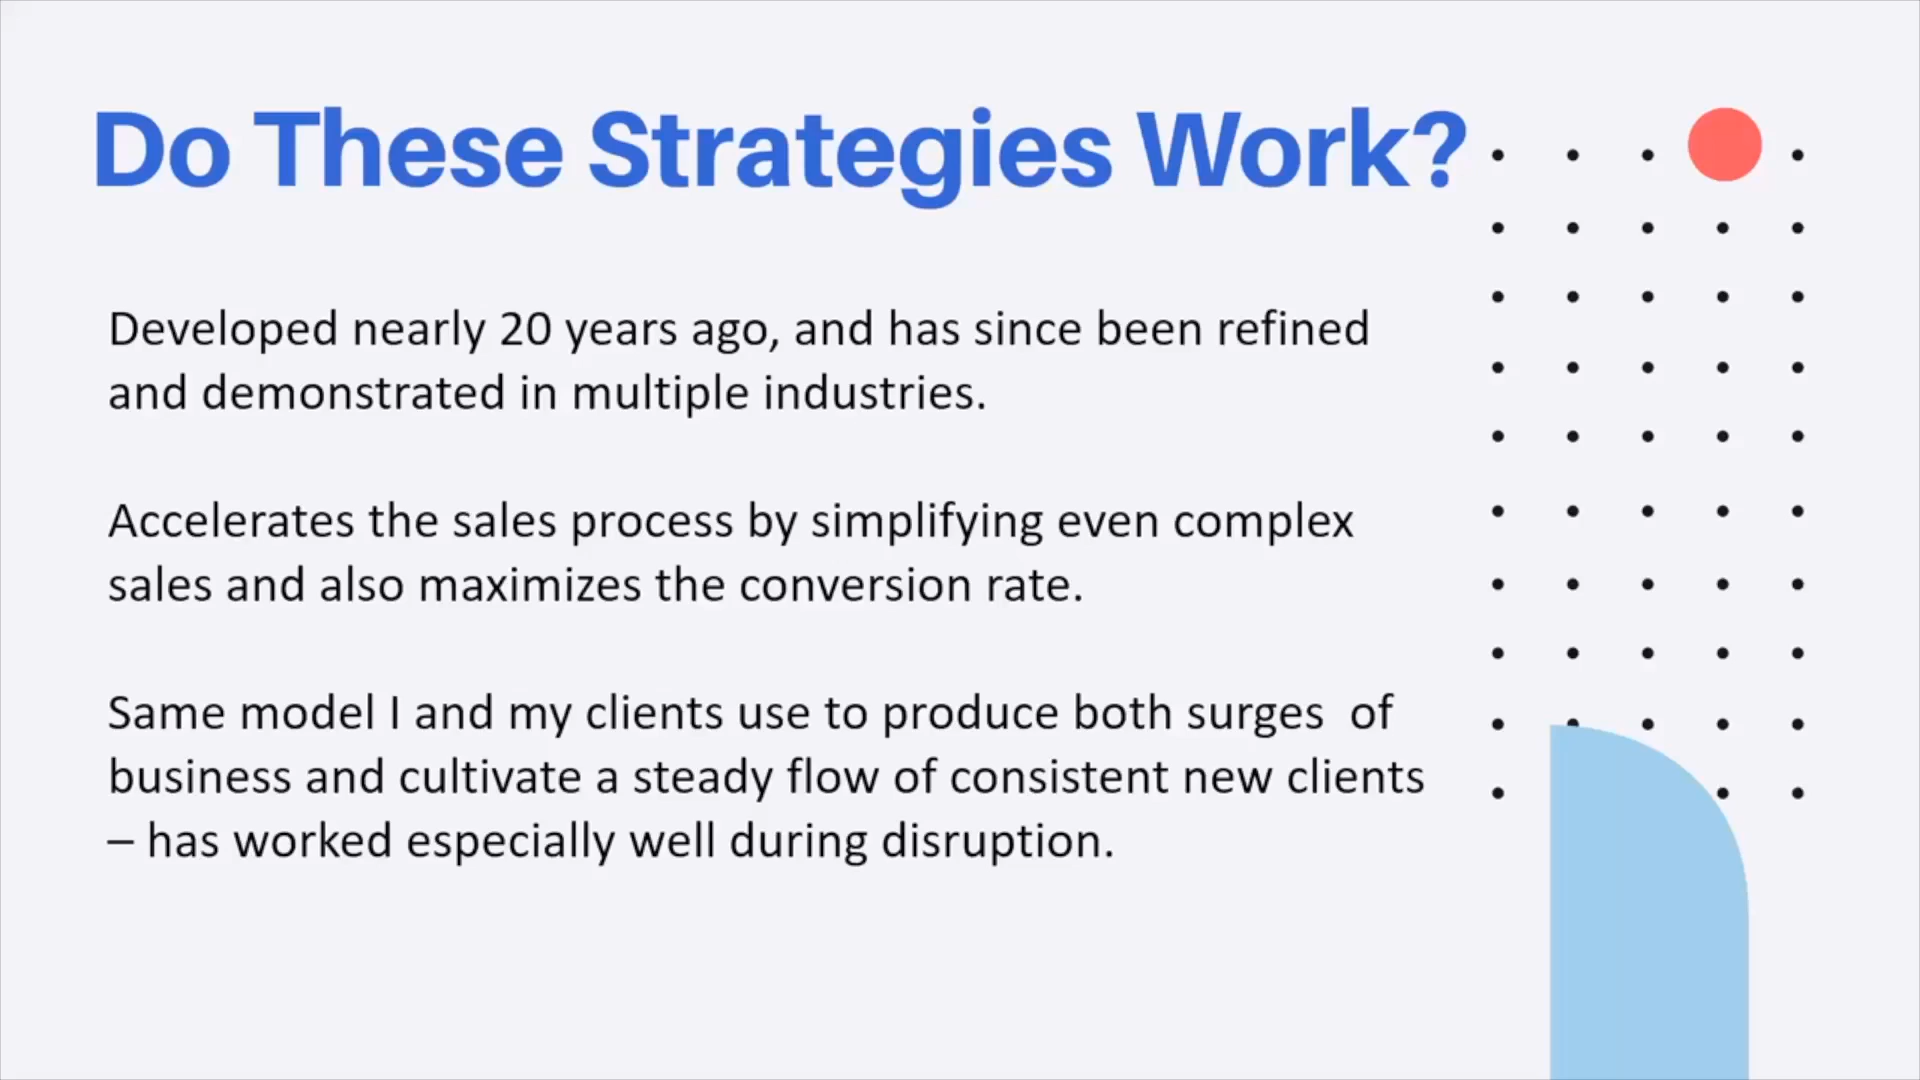 Do These Strategies Work?
Developed nearly 20 years ago, and has since been refined
and demonstrated in multiple industries.
Accelerates the sales process by simplifying even complex
sales and also maximizes the conversion rate.
Same model I and my clients use to produce both surges  of
business and cultivate a steady flow of consistent new clients
– has worked especially well during disruption.